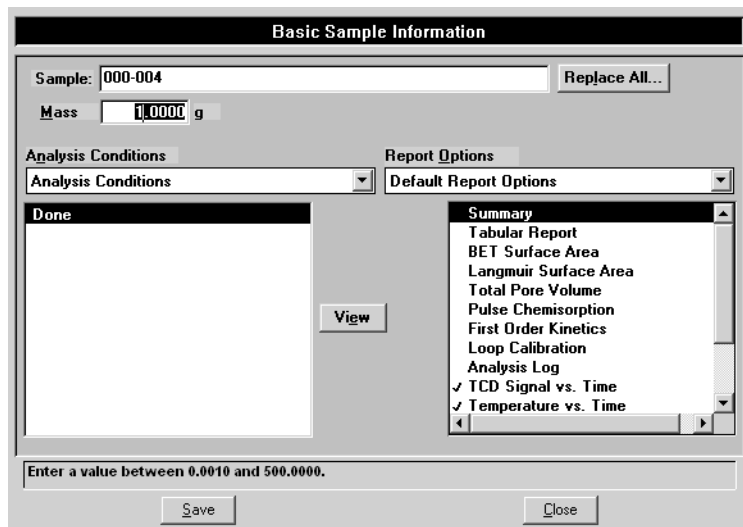 Basic Sample Information
Sample: 000-004 Replace All...
Mass 1.0000 g
Analysis Conditions Report Options
Analysis Conditions Default Report Options
Done
Summary
Tabular Report
BET Surface Area
Langmuir Surface Area
Total Pore Volume
Pulse Chemisorption
First Order Kinetics
Loop Calibration
Analysis Log
✓ TCD Signal vs. Time
✓ Temperature vs. Time
View
Enter a value between 0.0010 and 500.0000.
Save Close